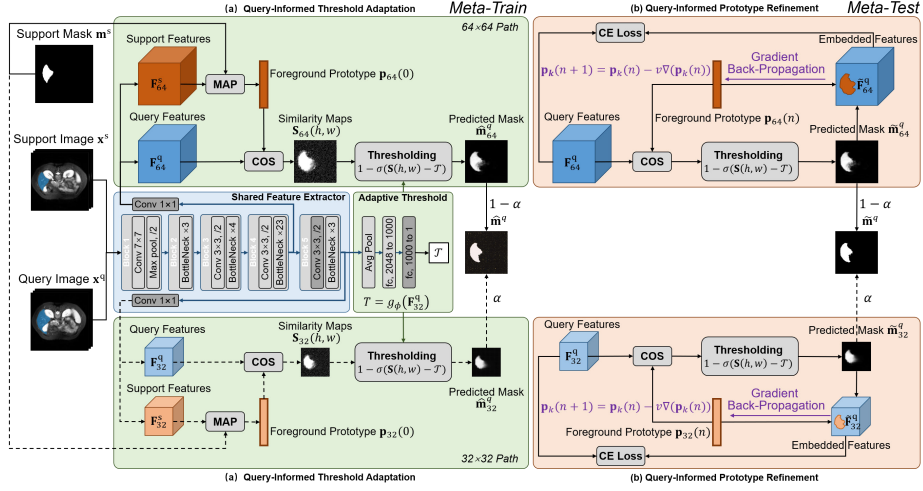 (a) Query-Informed Threshold Adaptation
Meta-Train
(b) Query-Informed Prototype Refinement
Meta-Test
Support Mask m^s
Support Features
64×64 Path
F^s_64
MAP
Foreground Prototype p_64(0)
Query Features
Similarity Maps
S_64(h, w)
Predicted Mask
m̂^q_64
F^q_64
COS
Thresholding
1 − σ(S(h, w) − 𝒯)
CE Loss
Embedded Features
p_k(n + 1) = p_k(n) − v∇(p_k(n))
Gradient
Back-Propagation
F̃^q_64
Query Features
Foreground Prototype p_64(n)
Predicted Mask m̃^q_64
F^q_64
COS
Thresholding
1 − σ(S(h, w) − 𝒯)
Support Image x^s
Shared Feature Extractor
Adaptive Threshold
Conv 1×1
Conv 7×7
Max pool, /2
BottleNeck ×3
Conv 3×3, /2
BottleNeck ×4
Conv 3×3, /2
BottleNeck ×23
Conv 3×3, /2
BottleNeck ×3
Avg Pool
fc, 2048 to 1000
fc, 1000 to 1
𝒯
Conv 1×1
T = g_ϕ(F^q_32)
1 − α
m̂^q
α
1 − α
m̃^q
α
Query Image x^q
Query Features
Similarity Maps
S_32(h, w)
F^q_32
COS
Thresholding
1 − σ(S(h, w) − 𝒯)
Support Features
Predicted Mask
m̂^q_32
F^s_32
MAP
Foreground Prototype p_32(0)
32×32 Path
Query Features
Predicted Mask m̃^q_32
F^q_32
COS
Thresholding
1 − σ(S(h, w) − 𝒯)
p_k(n + 1) = p_k(n) − v∇(p_k(n))
Gradient
Back-Propagation
F̃^q_32
Foreground Prototype p_32(n)
Embedded Features
CE Loss
(a) Query-Informed Threshold Adaptation
(b) Query-Informed Prototype Refinement